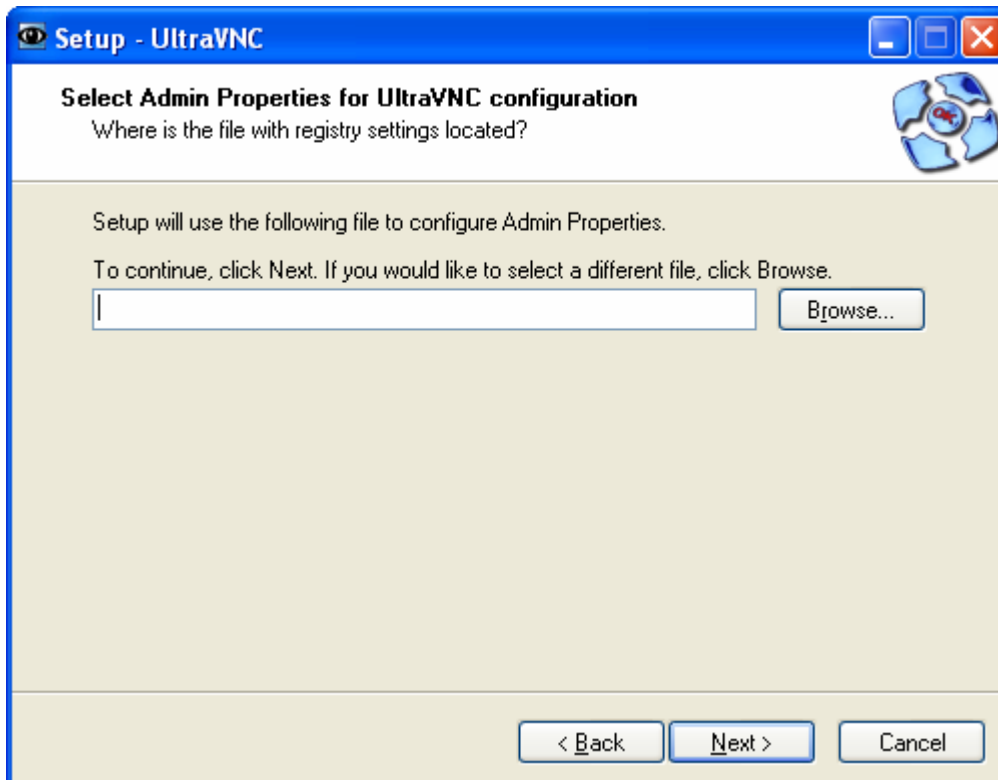 Setup - UltraVNC
Select Admin Properties for UltraVNC configuration
Where is the file with registry settings located?
Setup will use the following file to configure Admin Properties.
To continue, click Next. If you would like to select a different file, click Browse.
Browse...
< Back
Next >
Cancel